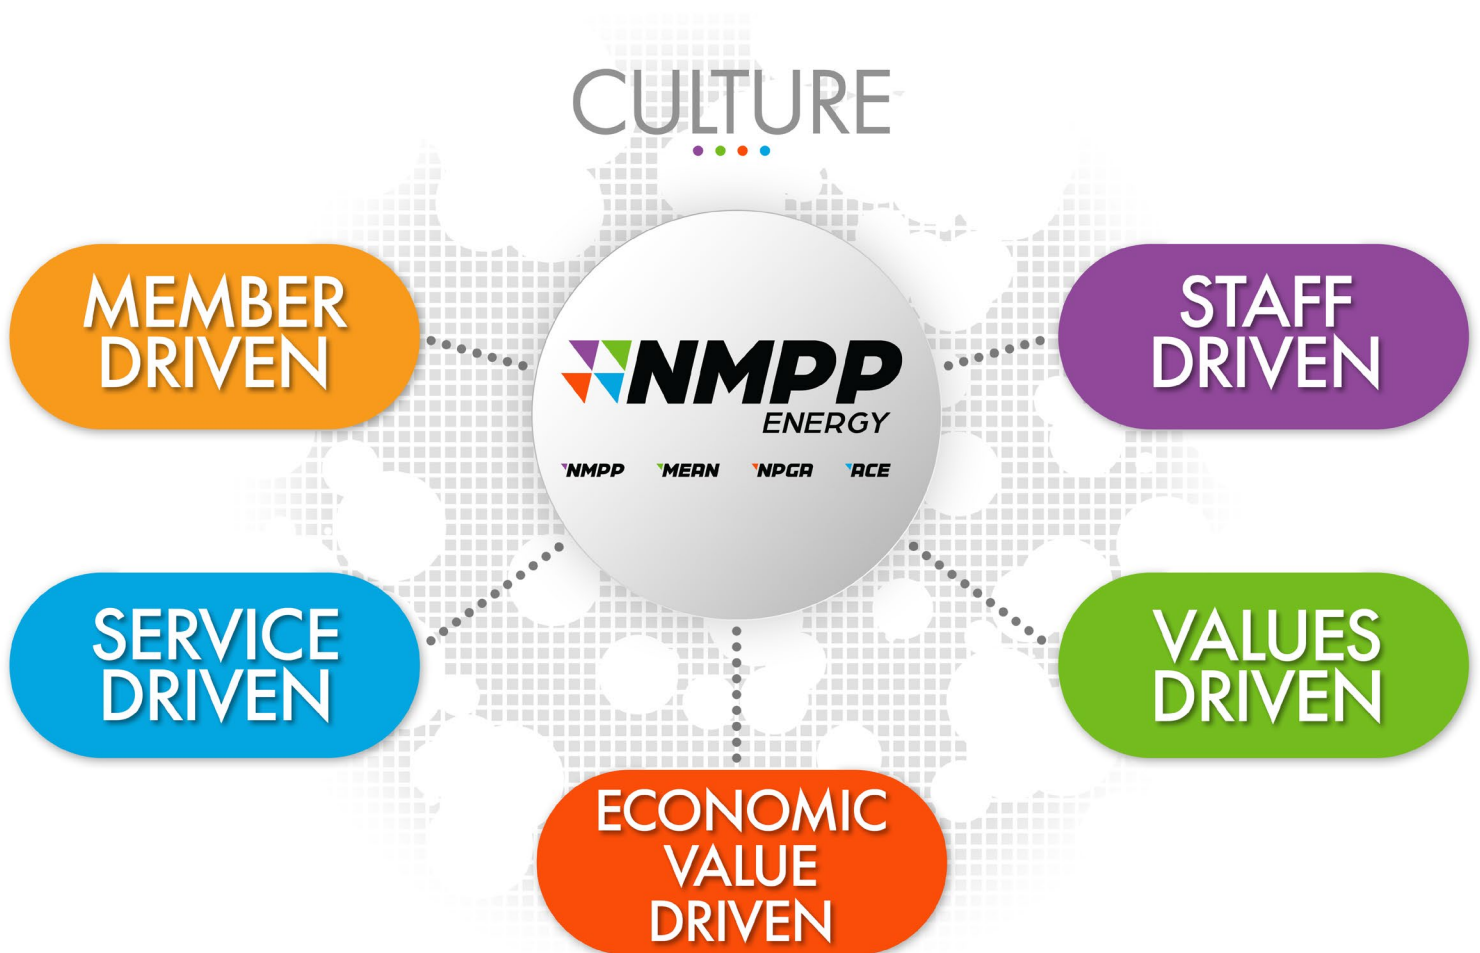 CULTURE
MEMBER
DRIVEN
STAFF
DRIVEN
NMPP
ENERGY
NMPP MEAN NPGA ACE
SERVICE
DRIVEN
VALUES
DRIVEN
ECONOMIC
VALUE
DRIVEN